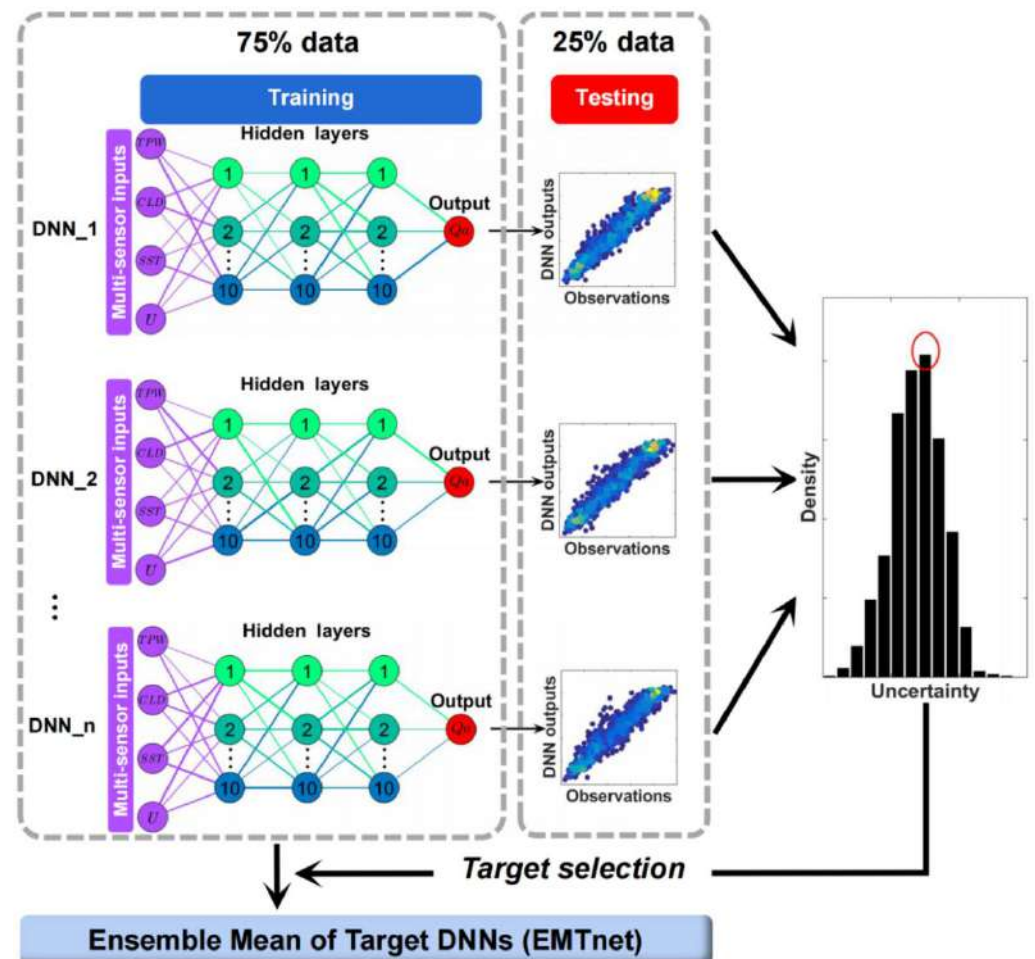 75% data
25% data
Training
Testing
Hidden layers
Multi-sensor inputs
TPW
CLD
SST
U
1 1 1
2 2 2
10 10 10
Output
Qa
DNN_1
DNN outputs
Observations
Hidden layers
Multi-sensor inputs
TPW
CLD
SST
U
1 1 1
2 2 2
10 10 10
Output
Qa
DNN_2
DNN outputs
Observations
...
Hidden layers
Multi-sensor inputs
TPW
CLD
SST
U
1 1 1
2 2 2
10 10 10
Output
Qa
DNN_n
DNN outputs
Observations
Density
Uncertainty
Target selection
Ensemble Mean of Target DNNs (EMTnet)